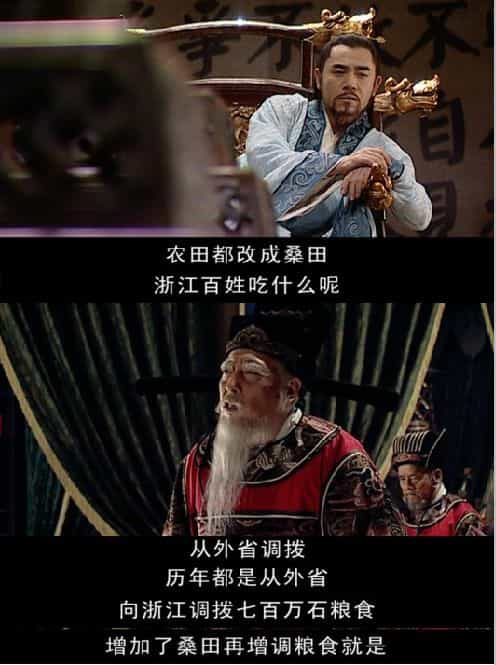 农田都改成桑田
浙江百姓吃什么呢
从外省调拨
历年都是从外省
向浙江调拨七百万石粮食
增加了桑田再增调粮食就是